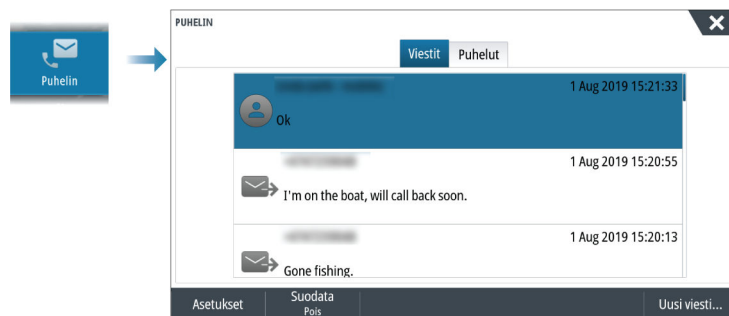 Puhelin
PUHELIN
Viestit Puhelut
1 Aug 2019 15:21:33
Ok
1 Aug 2019 15:20:55
I'm on the boat, will call back soon.
1 Aug 2019 15:20:13
Gone fishing.
Asetukset Suodata Uusi viesti...
Pois